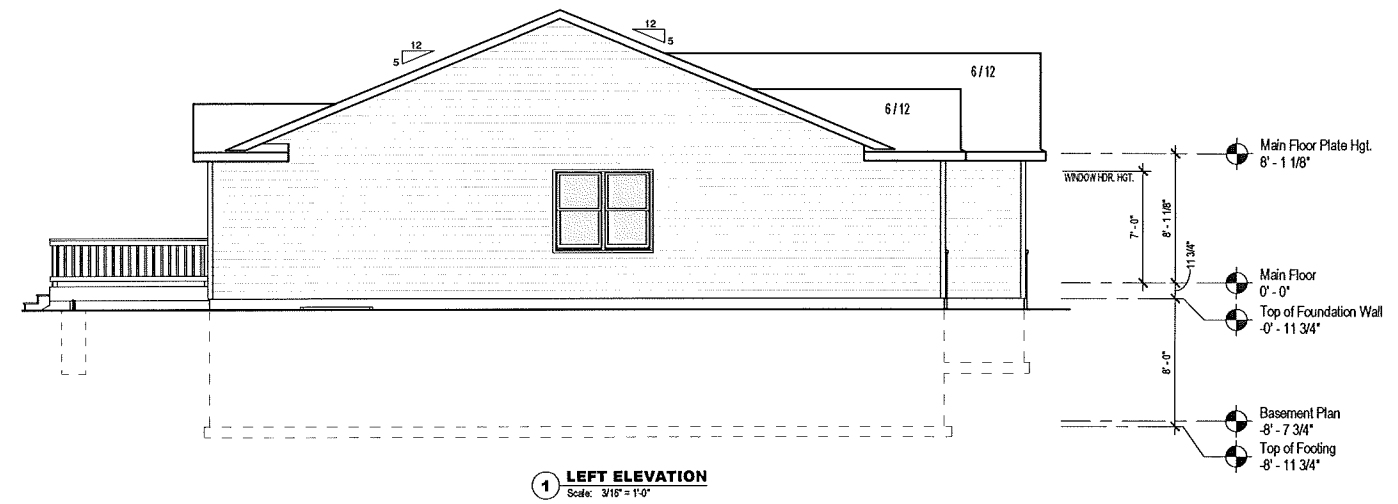 12
5
12
5
6 / 12
6 / 12
Main Floor Plate Hgt.
8' - 1 1/8"
WINDOW HDR. HGT.
7' - 0"
8' - 1 1/8"
11 3/4"
Main Floor
0' - 0"
Top of Foundation Wall
-0' - 11 3/4"
8' - 0"
Basement Plan
-8' - 7 3/4"
Top of Footing
-8' - 11 3/4"
1 LEFT ELEVATION
Scale: 3/16" = 1'-0"